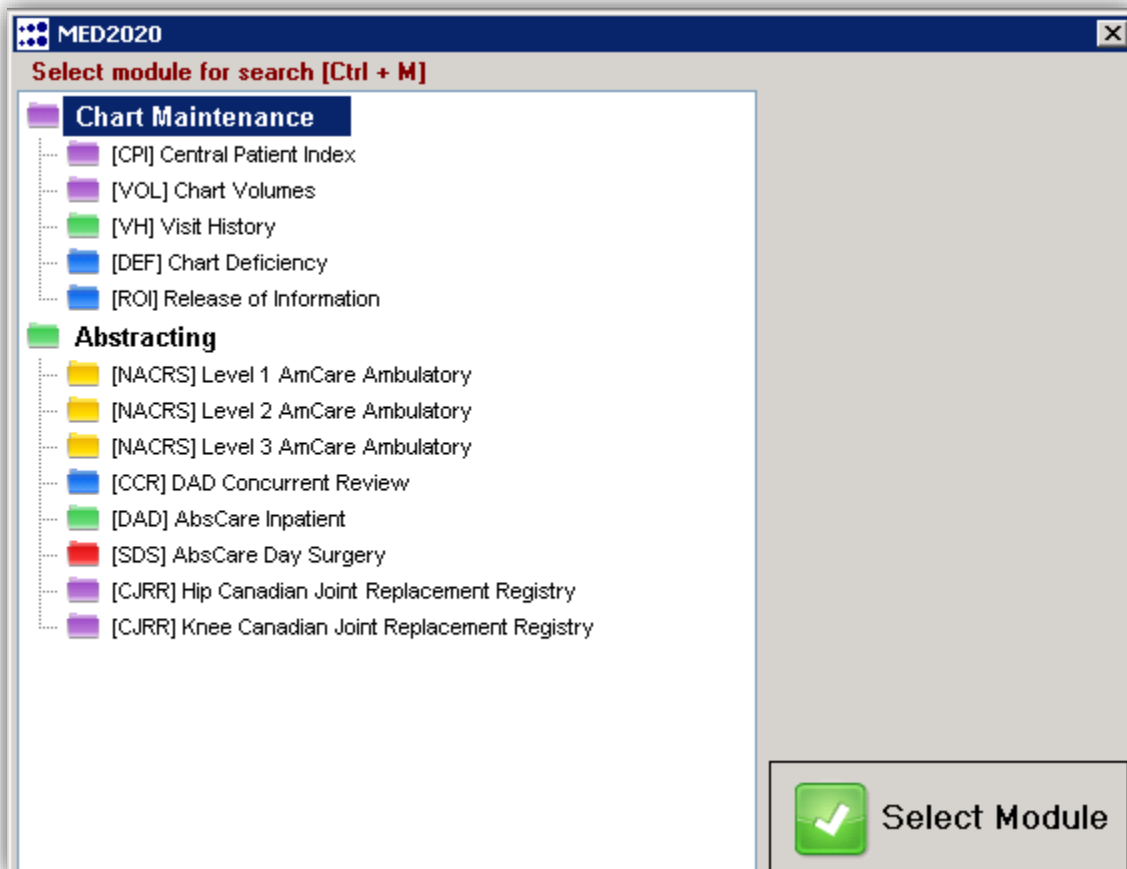 MED2020
Select module for search [Ctrl + M]
Chart Maintenance
[CPI] Central Patient Index
[VOL] Chart Volumes
[VH] Visit History
[DEF] Chart Deficiency
[ROI] Release of Information
Abstracting
[NACRS] Level 1 AmCare Ambulatory
[NACRS] Level 2 AmCare Ambulatory
[NACRS] Level 3 AmCare Ambulatory
[CCR] DAD Concurrent Review
[DAD] AbsCare Inpatient
[SDS] AbsCare Day Surgery
[CJRR] Hip Canadian Joint Replacement Registry
[CJRR] Knee Canadian Joint Replacement Registry
Select Module